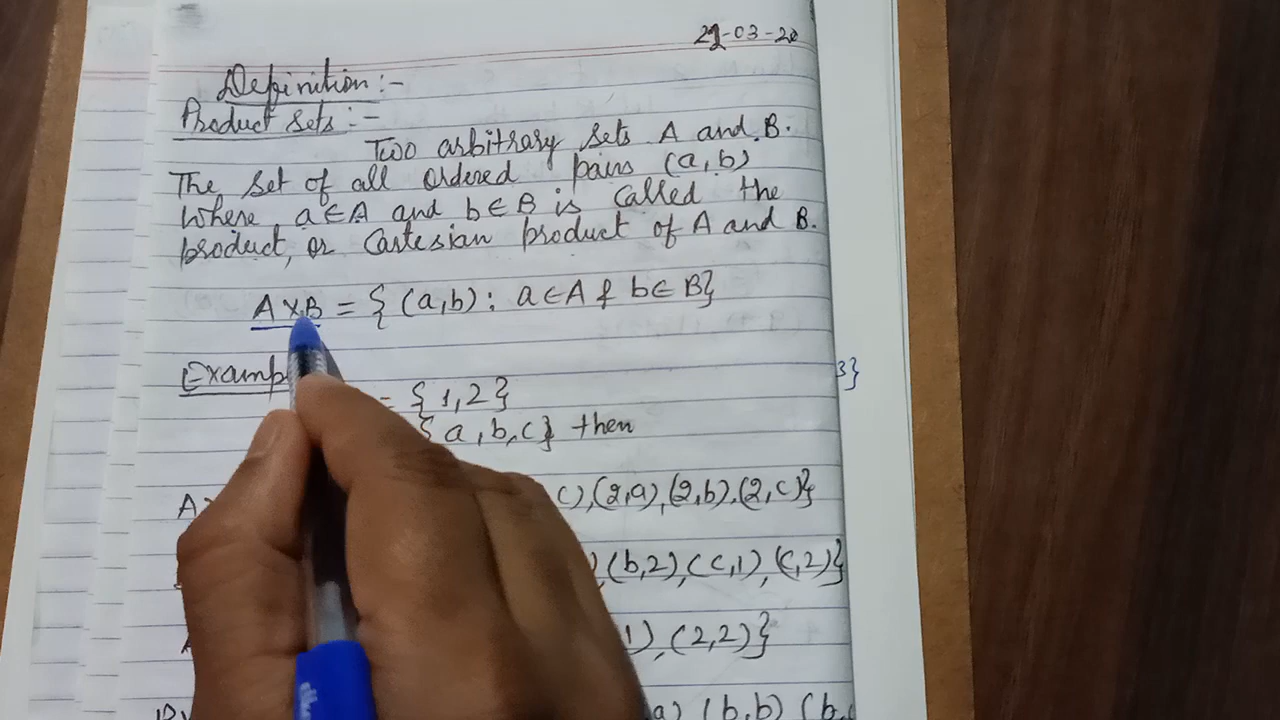 -03-20
Definition:-
Product Sets:-
Two arbitrary sets A and B.
The set of all ordered pairs (a,b)
where, a∈A and b∈B is called the
product, or Cartesian product of A and B.
A×B = {(a,b): a∈A & b∈B}
Examp
= {1,2}
3}
{a,b,c} then
A
c),(2,a),(2,b),(2,c)}
),(b,2),(c,1),(c,2)}
1),(2,2)}
a) (b,b) (b,